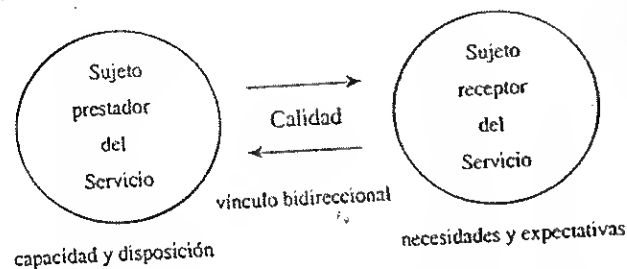 Sujeto
prestador
del
Servicio
Calidad
vínculo bidireccional
capacidad y disposición
Sujeto
receptor
del
Servicio
necesidades y expectativas